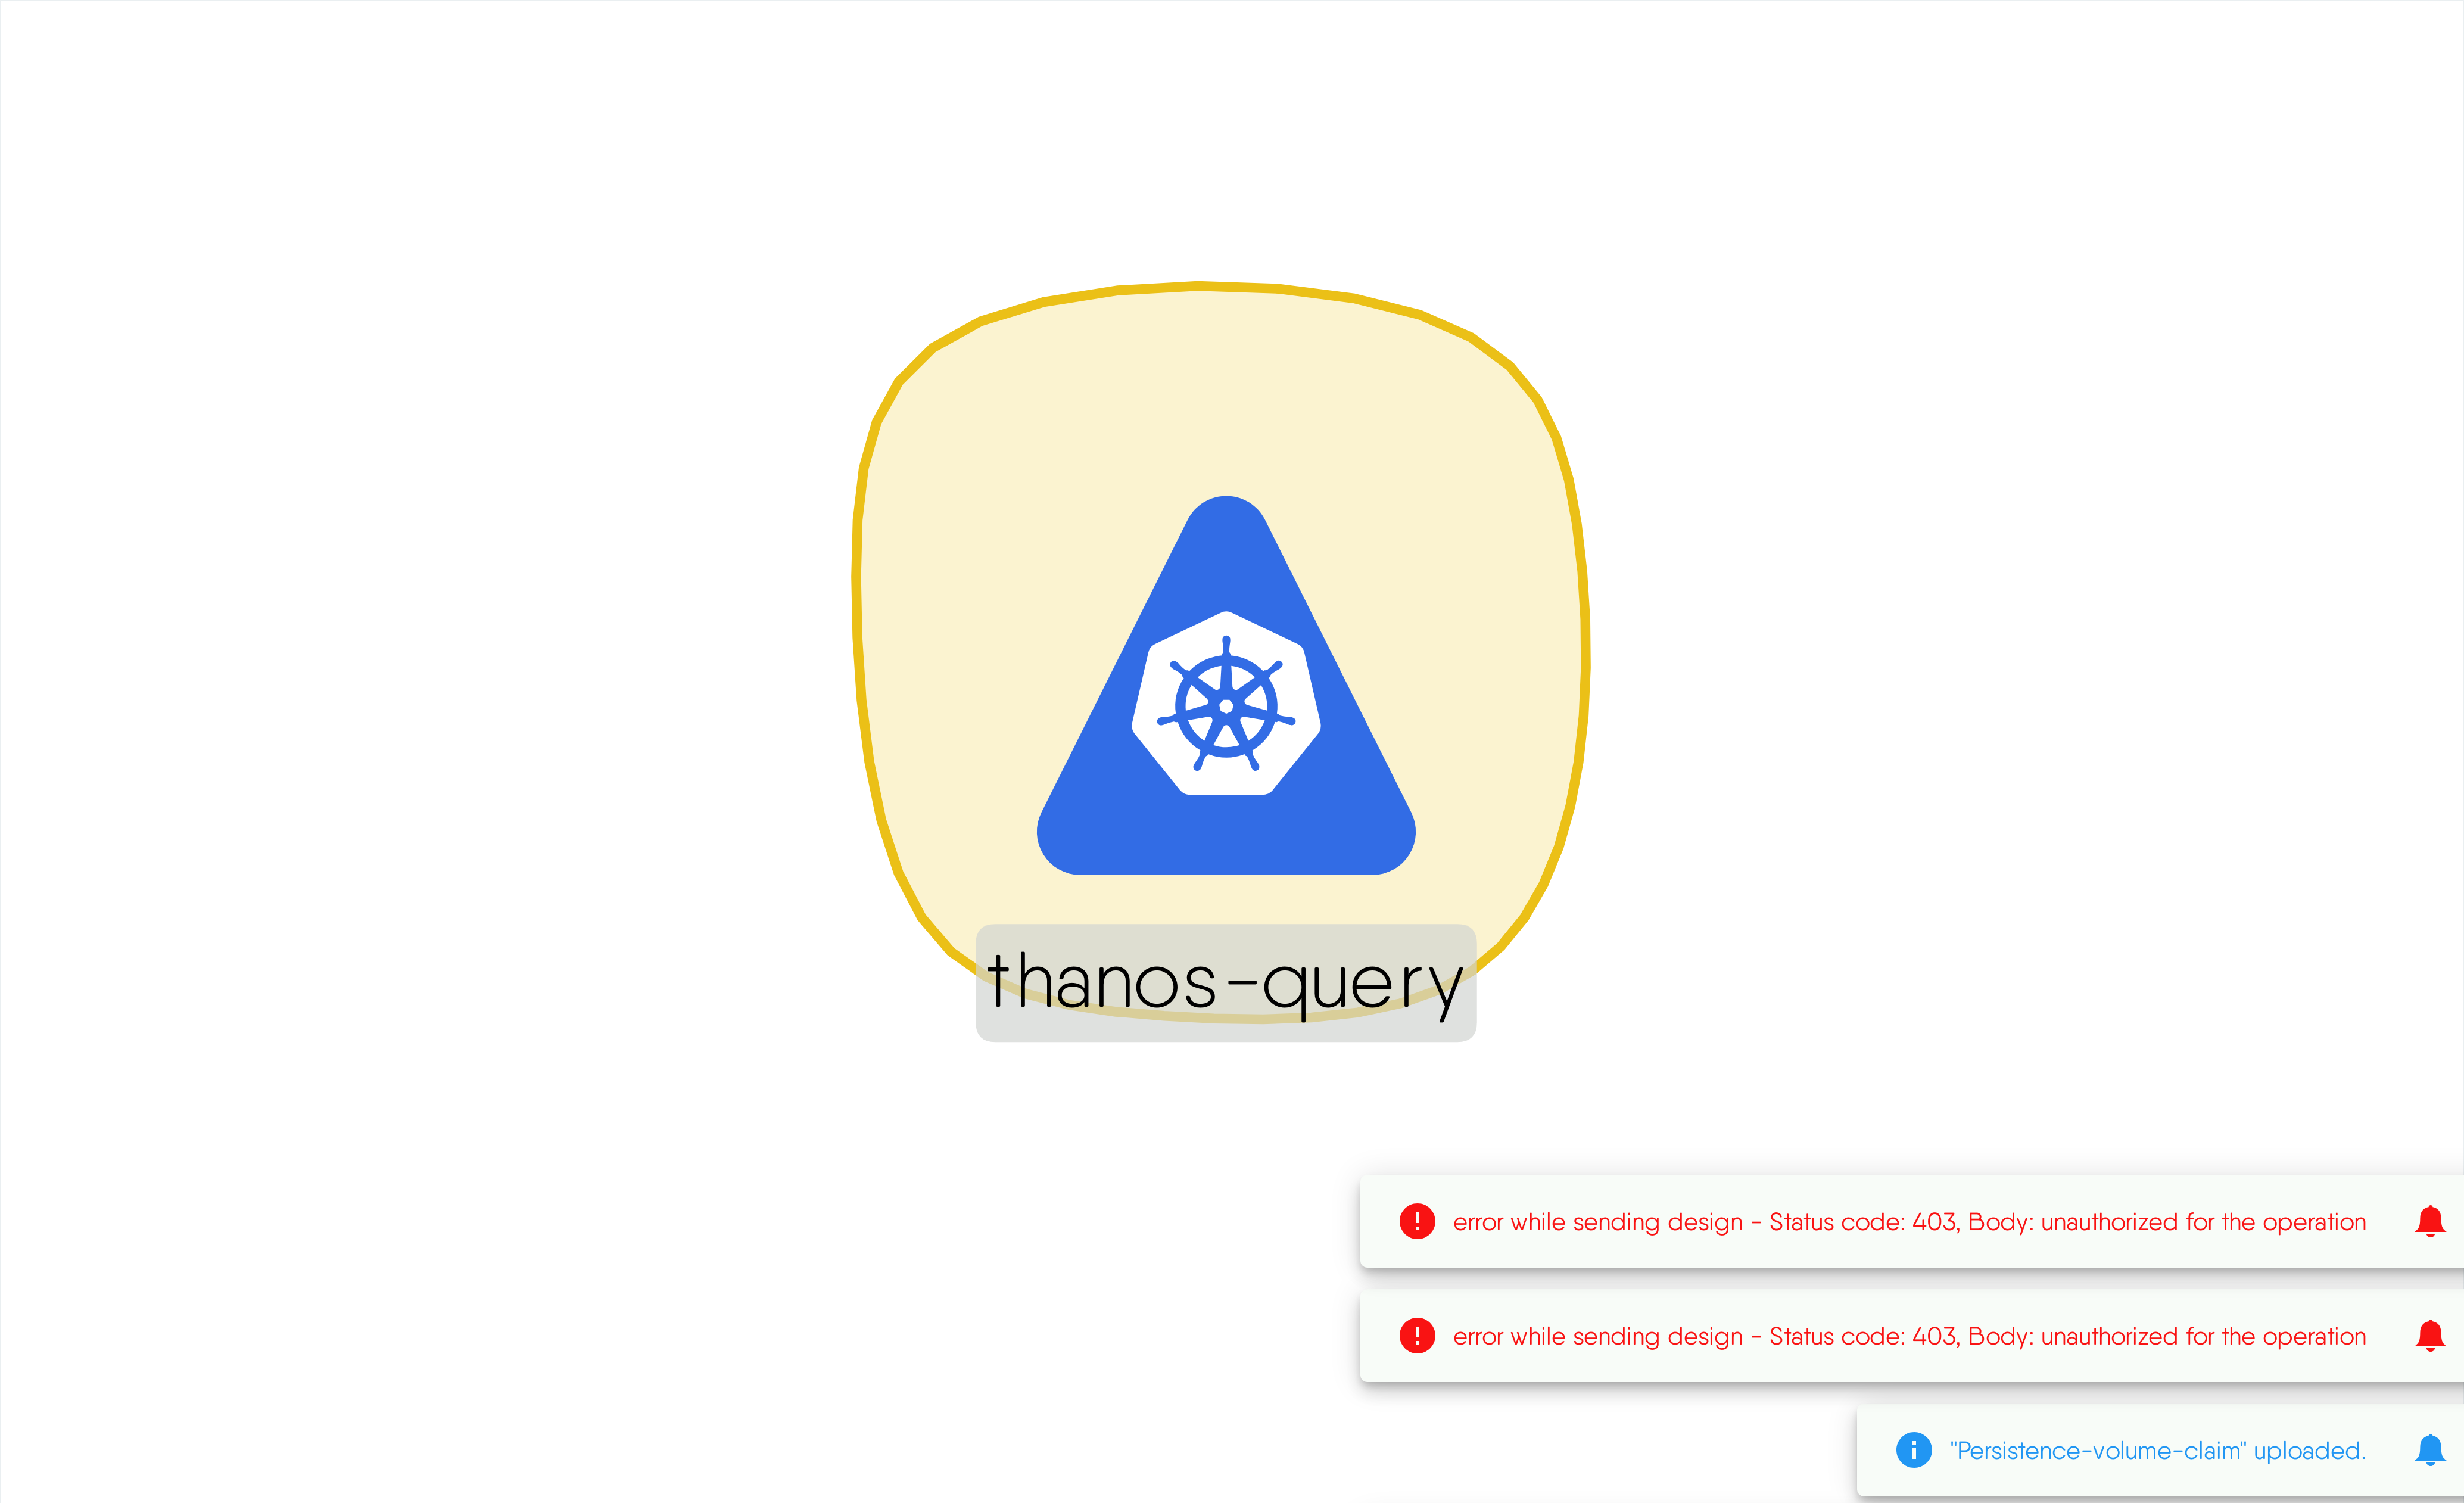 thanos-query
error while sending design - Status code: 403, Body: unauthorized for the operation
error while sending design - Status code: 403, Body: unauthorized for the operation
"Persistence-volume-claim" uploaded.